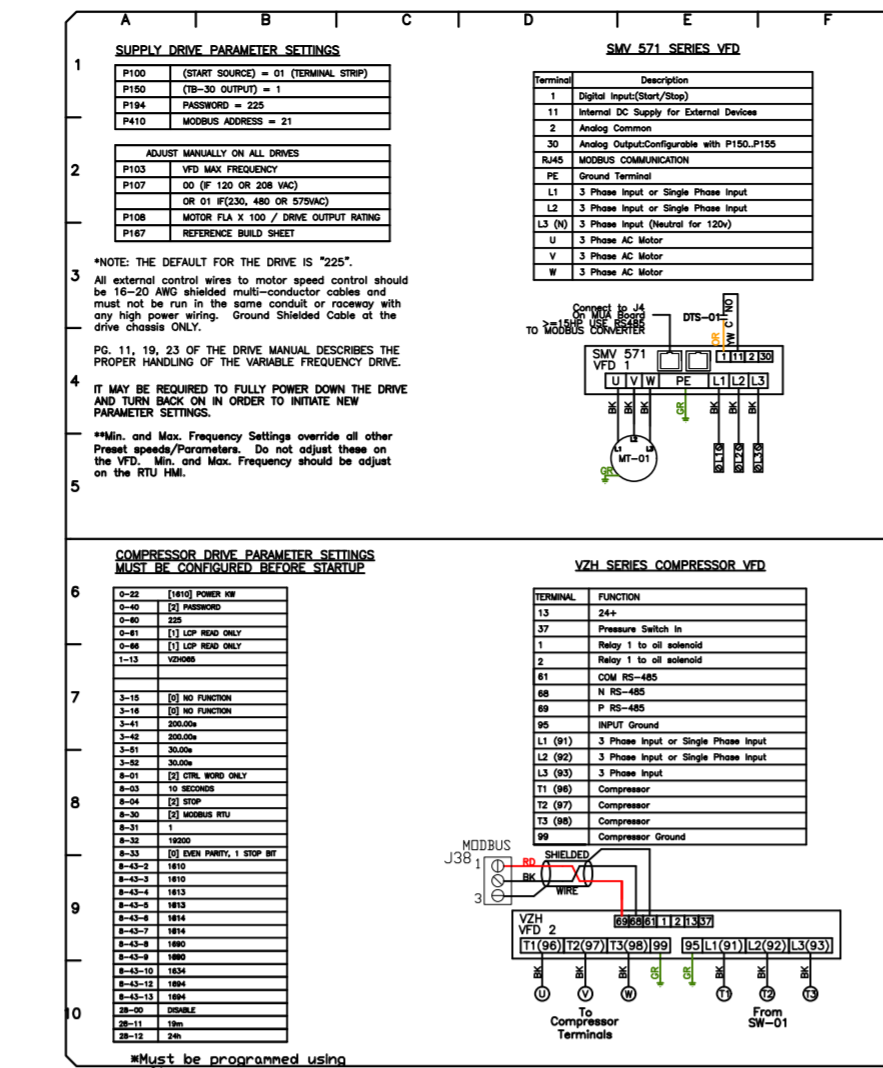 A B C D E F
1
SUPPLY DRIVE PARAMETER SETTINGS
P100 (START SOURCE) = 01 (TERMINAL STRIP)
P150 (TB-30 OUTPUT) = 1
P194 PASSWORD = 225
P410 MODBUS ADDRESS = 21
2
ADJUST MANUALLY ON ALL DRIVES
P103 VFD MAX FREQUENCY
P107 00 (IF 120 OR 208 VAC)
OR 01 IF(230, 480 OR 575VAC)
P108 MOTOR FLA X 100 / DRIVE OUTPUT RATING
P167 REFERENCE BUILD SHEET
3
*NOTE: THE DEFAULT FOR THE DRIVE IS "225".
All external control wires to motor speed control should
be 16-20 AWG shielded multi-conductor cables and
must not be run in the same conduit or raceway with
any high power wiring. Ground Shielded Cable at the
drive chassis ONLY.
PG. 11, 19, 23 OF THE DRIVE MANUAL DESCRIBES THE
PROPER HANDLING OF THE VARIABLE FREQUENCY DRIVE.
4
IT MAY BE REQUIRED TO FULLY POWER DOWN THE DRIVE
AND TURN BACK ON IN ORDER TO INITIATE NEW
PARAMETER SETTINGS.
**Min. and Max. Frequency Settings override all other
Preset speeds/Parameters. Do not adjust these on
the VFD. Min. and Max. Frequency should be adjust
on the RTU HMI.
5
SMV 571 SERIES VFD
Terminal Description
1 Digital Input:(Start/Stop)
11 Internal DC Supply for External Devices
2 Analog Common
30 Analog Output:Configurable with P150..P155
RJ45 MODBUS COMMUNICATION
PE Ground Terminal
L1 3 Phase Input or Single Phase Input
L2 3 Phase Input or Single Phase Input
L3 (N) 3 Phase Input (Neutral for 120v)
U 3 Phase AC Motor
V 3 Phase AC Motor
W 3 Phase AC Motor
Connect to J4
On MUA Board
>=15HP USE RS485
TO MODBUS CONVERTER
DTS-01
NO
C
OR
YW
SMV 571
VFD 1
1 11 2 30
U V W PE L1 L2 L3
BK BK BK GR BK BK BK
L1 L2 L3
MT-01
GR
ØL1 ØL2 ØL3
COMPRESSOR DRIVE PARAMETER SETTINGS
MUST BE CONFIGURED BEFORE STARTUP
6
0-22 [1610] POWER KW
0-40 [2] PASSWORD
0-60 225
0-61 [1] LCP READ ONLY
0-66 [1] LCP READ ONLY
1-13 VZH065
7
3-15 [0] NO FUNCTION
3-16 [0] NO FUNCTION
3-41 200.00s
3-42 200.00s
3-51 30.00s
3-52 30.00s
8-01 [2] CTRL WORD ONLY
8-03 10 SECONDS
8
8-04 [2] STOP
8-30 [2] MODBUS RTU
8-31 1
8-32 19200
8-33 [0] EVEN PARITY, 1 STOP BIT
8-43-2 1610
8-43-3 1610
8-43-4 1613
9
8-43-5 1613
8-43-6 1614
8-43-7 1614
8-43-8 1690
8-43-9 1690
8-43-10 1634
8-43-12 1694
8-43-13 1694
10
28-00 DISABLE
28-11 19m
28-12 24h
*Must be programmed using
VZH SERIES COMPRESSOR VFD
TERMINAL FUNCTION
13 24+
37 Pressure Switch In
1 Relay 1 to oil solenoid
2 Relay 1 to oil solenoid
61 COM RS-485
68 N RS-485
69 P RS-485
95 INPUT Ground
L1 (91) 3 Phase Input or Single Phase Input
L2 (92) 3 Phase Input or Single Phase Input
L3 (93) 3 Phase Input
T1 (96) Compressor
T2 (97) Compressor
T3 (98) Compressor
99 Compressor Ground
MODBUS
J38
1
3
RD
BK
SHIELDED
WIRE
VZH
VFD 2
69 68 61 1 2 13 37
T1(96) T2(97) T3(98) 99 95 L1(91) L2(92) L3(93)
BK BK BK GR GR BK BK BK
U V W T1 T2 T3
To
Compressor
Terminals
From
SW-01